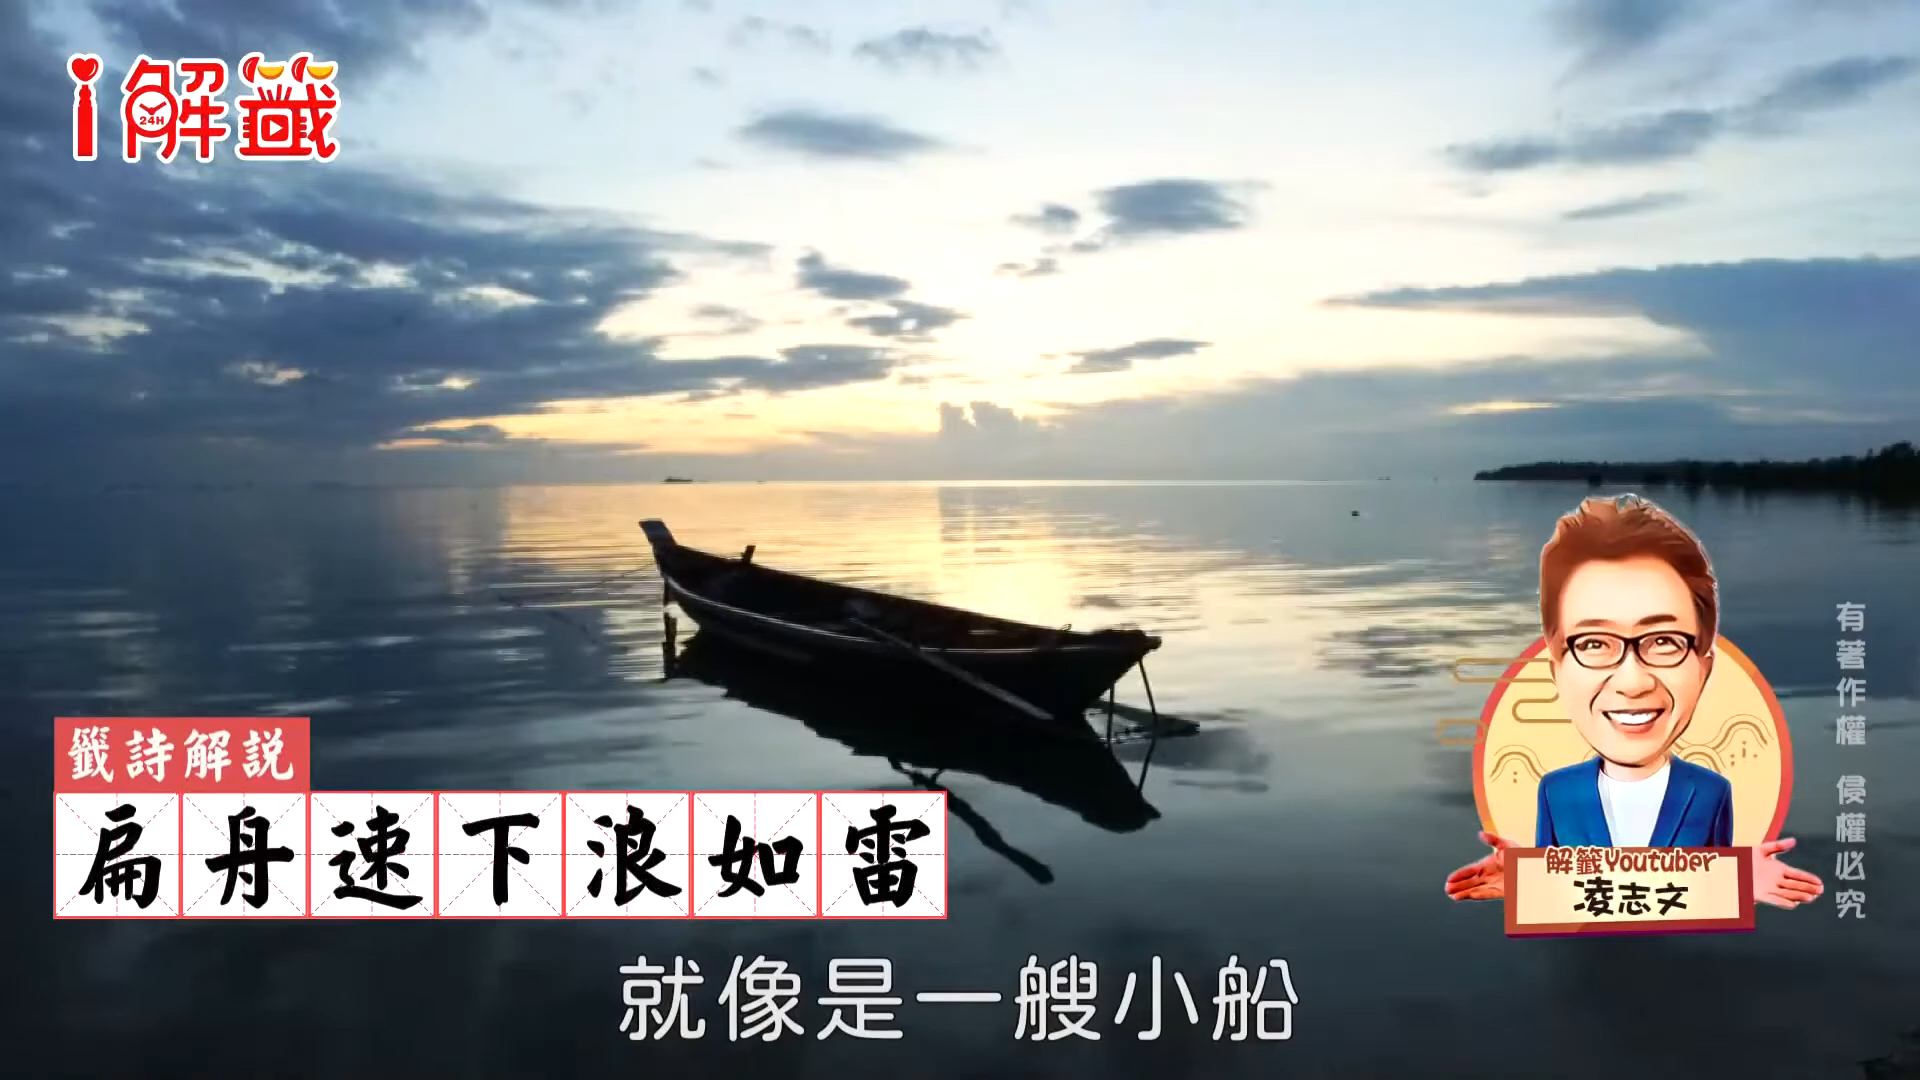 i解籤
24H
籤詩解説
扁舟速下浪如雷
解籤Youtuber
凌志文
有著作權 侵權必究
就像是一艘小船